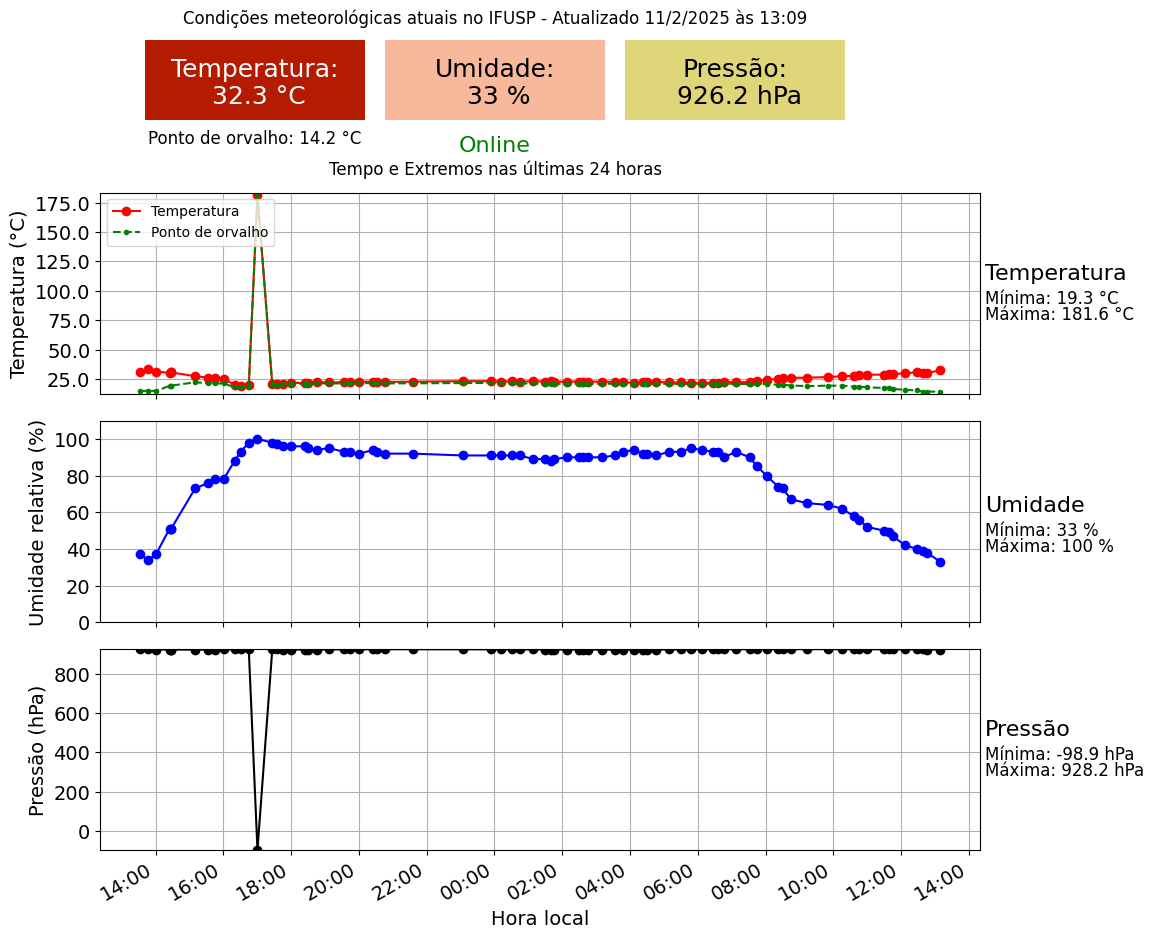 Condições meteorológicas atuais no IFUSP - Atualizado 11/2/2025 às 13:09
Temperatura:
32.3 °C
Umidade:
33 %
Pressão:
926.2 hPa
Ponto de orvalho: 14.2 °C
Online
Tempo e Extremos nas últimas 24 horas
Temperatura (°C)
175.0
150.0
125.0
100.0
75.0
50.0
25.0
Temperatura
Ponto de orvalho
Temperatura
Mínima: 19.3 °C
Máxima: 181.6 °C
Umidade relativa (%)
100
80
60
40
20
0
Umidade
Mínima: 33 %
Máxima: 100 %
Pressão (hPa)
800
600
400
200
0
Pressão
Mínima: -98.9 hPa
Máxima: 928.2 hPa
14:00 16:00 18:00 20:00 22:00 00:00 02:00 04:00 06:00 08:00 10:00 12:00 14:00
Hora local